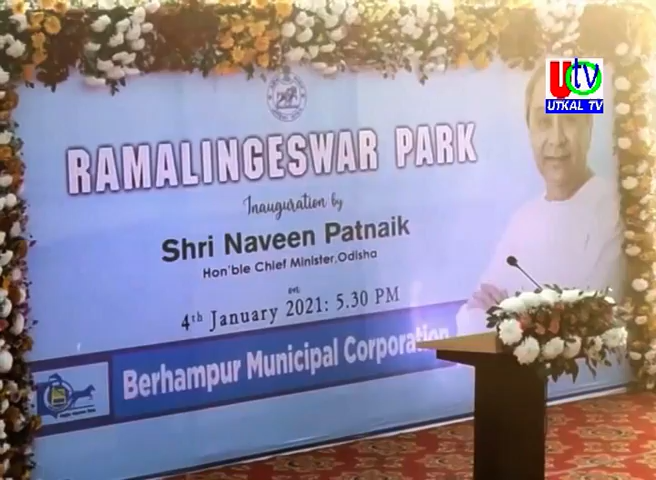 UTV
UTKAL TV
RAMALINGESWAR PARK
Inauguration by
Shri Naveen Patnaik
Hon'ble Chief Minister, Odisha
on
4th January 2021: 5.30 PM
Berhampur Municipal Corporation